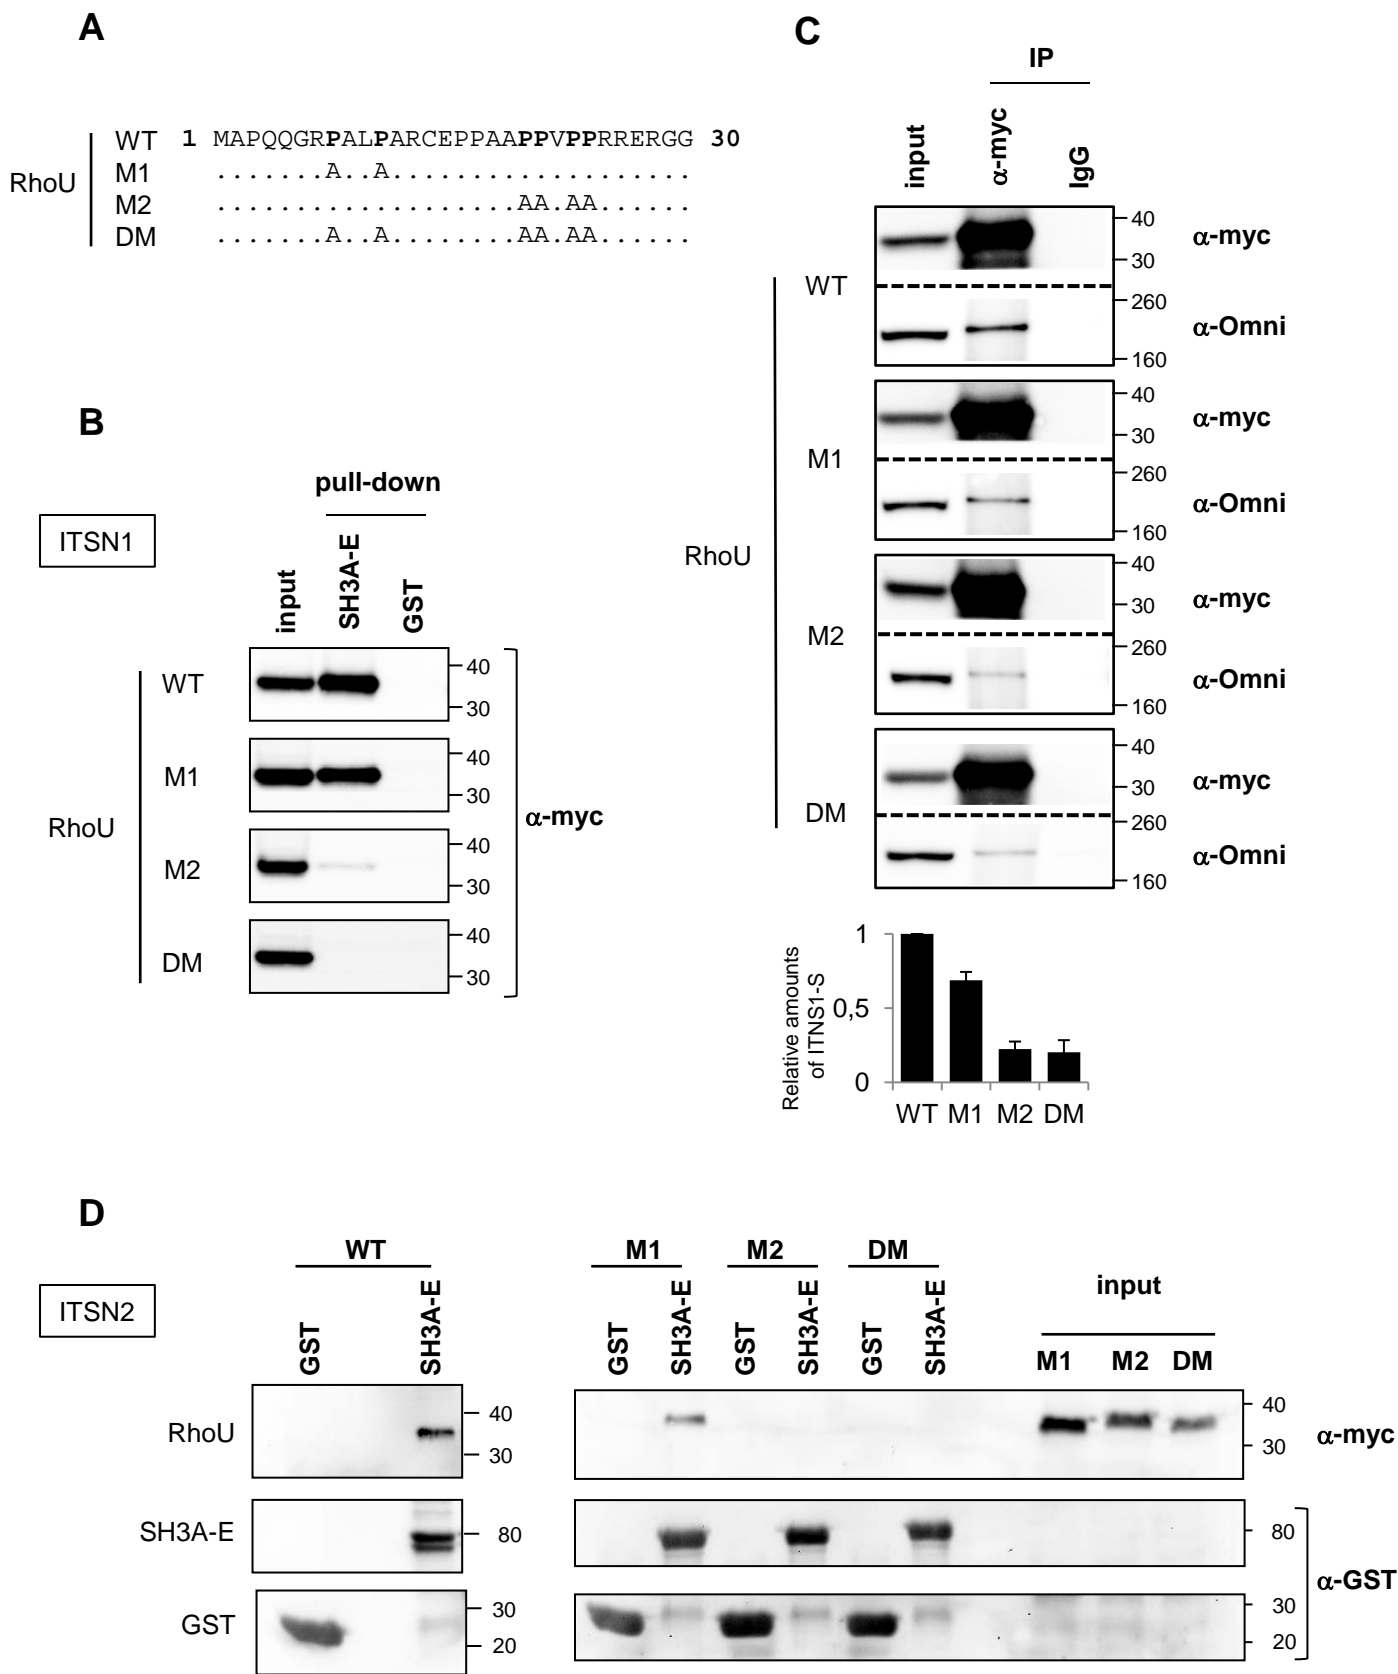 A
RhoU
WT 1 MAPQQGRPALPARCEPPAAPPVPPRRERGG 30
M1 .......A..A...................
M2 ...................AA.AA......
DM .......A..A........AA.AA......
B
ITSN1
pull-down
input
SH3A-E
GST
RhoU
WT
40
30
M1
40
30
M2
40
30
DM
40
30
α-myc
C
IP
input
α-myc
IgG
RhoU
WT
40
30
α-myc
260
160
α-Omni
M1
40
30
α-myc
260
160
α-Omni
M2
40
30
α-myc
260
160
α-Omni
DM
40
30
α-myc
260
160
α-Omni
Relative amounts
of ITNS1-S
1
0,5
0
WT M1 M2 DM
D
ITSN2
WT
GST
SH3A-E
M1 M2 DM
GST
SH3A-E
GST
SH3A-E
GST
SH3A-E
input
M1 M2 DM
RhoU
40
30
40
30
α-myc
SH3A-E
80
80
GST
30
20
30
20
α-GST